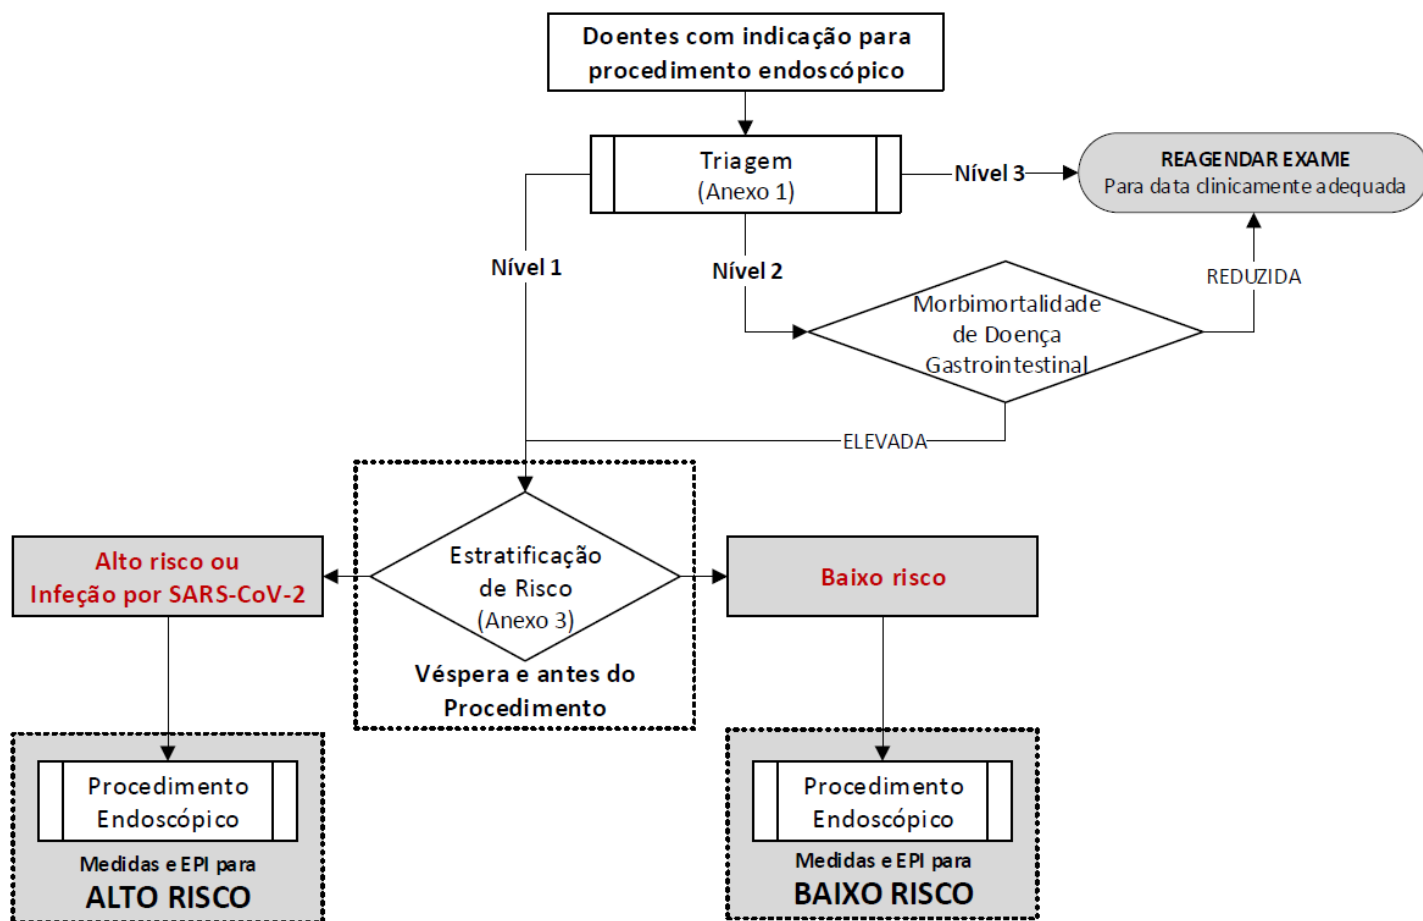 Doentes com indicação para
procedimento endoscópico
Triagem
(Anexo 1)
Nível 3
REAGENDAR EXAME
Para data clinicamente adequada
Nível 1
Nível 2
REDUZIDA
Morbimortalidade
de Doença
Gastrointestinal
ELEVADA
Alto risco ou
Infeção por SARS-CoV-2
Estratificação
de Risco
(Anexo 3)
Baixo risco
Véspera e antes do
Procedimento
Procedimento
Endoscópico
Medidas e EPI para
ALTO RISCO
Procedimento
Endoscópico
Medidas e EPI para
BAIXO RISCO